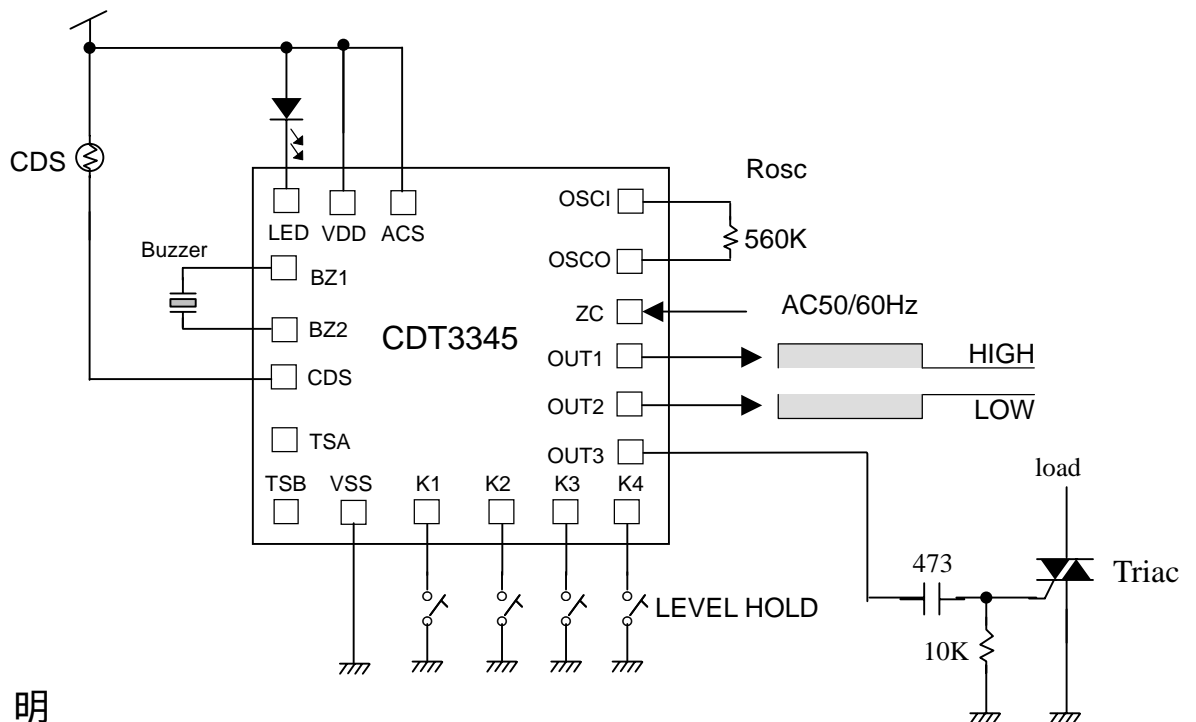 CDS
Rosc
OSCI
LED VDD ACS
560K
Buzzer
OSCO
BZ1
ZC
AC50/60Hz
BZ2
CDT3345
OUT1
HIGH
CDS
OUT2
LOW
TSA
OUT3
TSB VSS K1 K2 K3 K4
load
473
Triac
LEVEL HOLD
10K
明